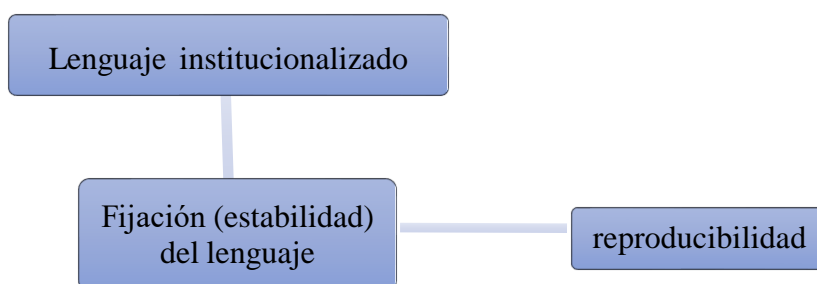 Lenguaje institucionalizado
Fijación (estabilidad)
del lenguaje
reproducibilidad